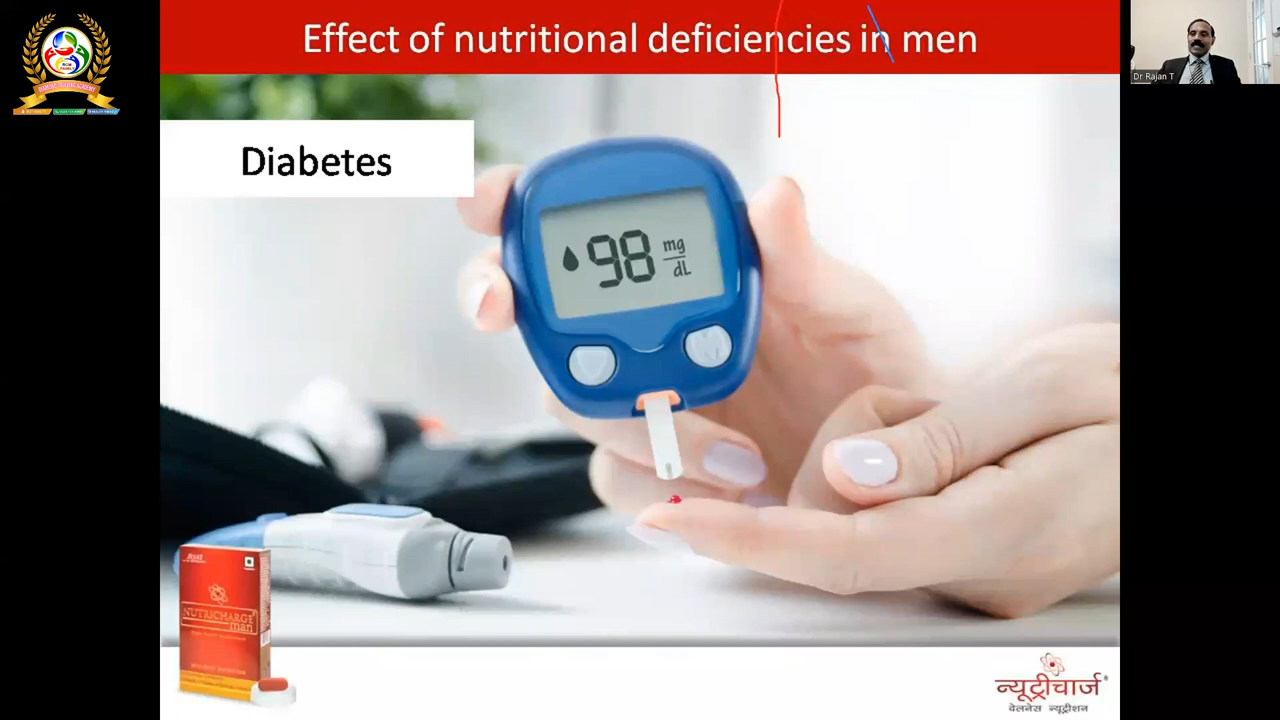 Effect of nutritional deficiencies in men
Dr Rajan T
Diabetes
98 mg
dL
NUTRICHARGE
man
न्यूट्रीचार्ज
वेलनेस न्यूट्रीशन